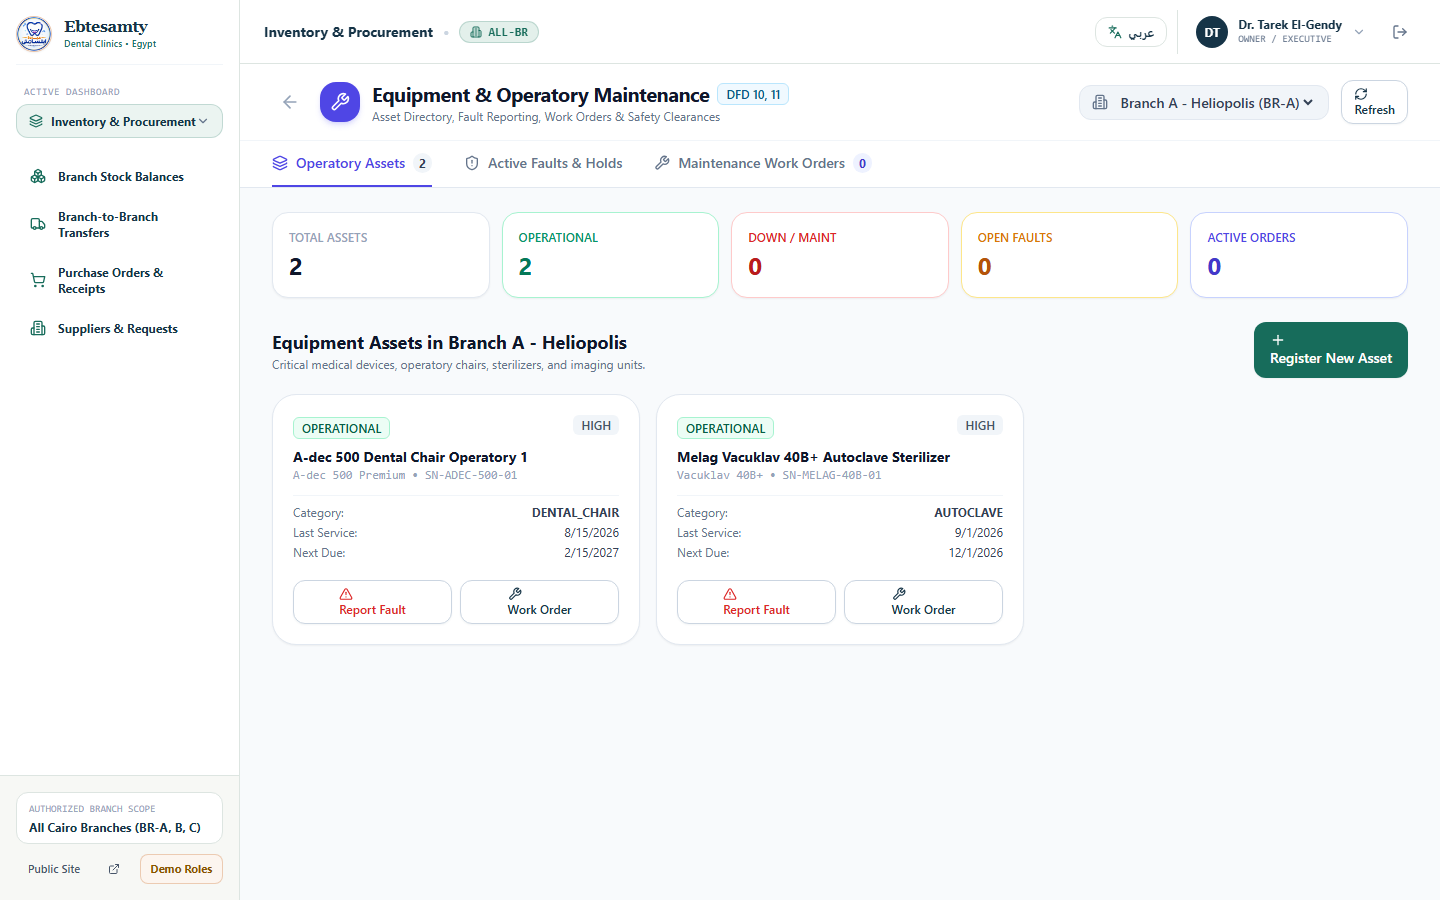 Ebtesamty
Dental Clinics • Egypt
ACTIVE DASHBOARD
Inventory & Procurement
Branch Stock Balances
Branch-to-Branch
Transfers
Purchase Orders &
Receipts
Suppliers & Requests
AUTHORIZED BRANCH SCOPE
All Cairo Branches (BR-A, B, C)
Public Site
Demo Roles
Inventory & Procurement
ALL-BR
عربي
DT
Dr. Tarek El-Gendy
OWNER / EXECUTIVE
Equipment & Operatory Maintenance
DFD 10, 11
Asset Directory, Fault Reporting, Work Orders & Safety Clearances
Branch A - Heliopolis (BR-A)
Refresh
Operatory Assets 2
Active Faults & Holds
Maintenance Work Orders 0
TOTAL ASSETS
2
OPERATIONAL
2
DOWN / MAINT
0
OPEN FAULTS
0
ACTIVE ORDERS
0
Equipment Assets in Branch A - Heliopolis
Critical medical devices, operatory chairs, sterilizers, and imaging units.
Register New Asset
OPERATIONAL
HIGH
A-dec 500 Dental Chair Operatory 1
A-dec 500 Premium • SN-ADEC-500-01
Category: DENTAL_CHAIR
Last Service: 8/15/2026
Next Due: 2/15/2027
Report Fault
Work Order
OPERATIONAL
HIGH
Melag Vacuklav 40B+ Autoclave Sterilizer
Vacuklav 40B+ • SN-MELAG-40B-01
Category: AUTOCLAVE
Last Service: 9/1/2026
Next Due: 12/1/2026
Report Fault
Work Order